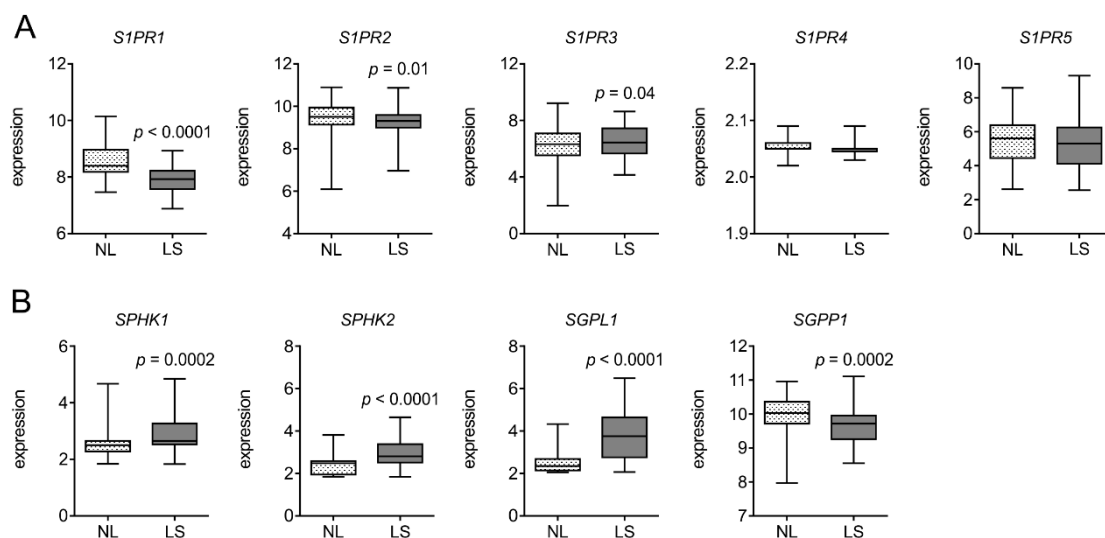 A
S1PR1 S1PR2 S1PR3 S1PR4 S1PR5
expression 12 10 8 6 p < 0.0001 NL LS
expression 12 10 8 6 4 p = 0.01 NL LS
expression 12 8 4 0 p = 0.04 NL LS
expression 2.2 2.1 2.0 1.9 NL LS
expression 10 8 6 4 2 0 NL LS
B
SPHK1 SPHK2 SGPL1 SGPP1
expression 6 4 2 0 p = 0.0002 NL LS
expression 8 6 4 2 0 p < 0.0001 NL LS
expression 8 6 4 2 0 p < 0.0001 NL LS
expression 12 11 10 9 8 7 p = 0.0002 NL LS